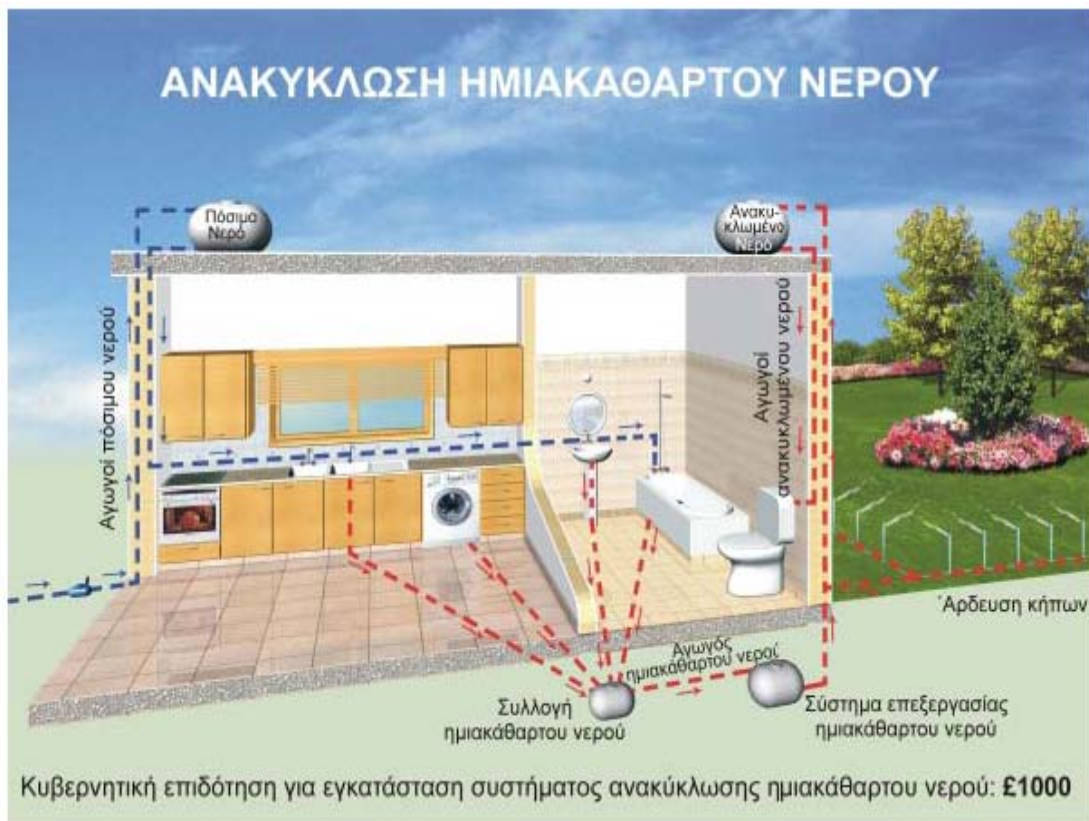 ΑΝΑΚΥΚΛΩΣΗ ΗΜΙΑΚΑΘΑΡΤΟΥ ΝΕΡΟΥ
Πόσιμο
Νερό
Ανακυ-
κλωμένο
Νερό
Αγωγοί πόσιμου νερού
Αγωγοί
ανακυκλωμένου νερού
Άρδευση κήπων
Αγωγός
ημιακάθαρτου νερού
Συλλογή
ημιακάθαρτου νερού
Σύστημα επεξεργασίας
ημιακάθαρτου νερού
Κυβερνητική επιδότηση για εγκατάσταση συστήματος ανακύκλωσης ημιακάθαρτου νερού: £1000